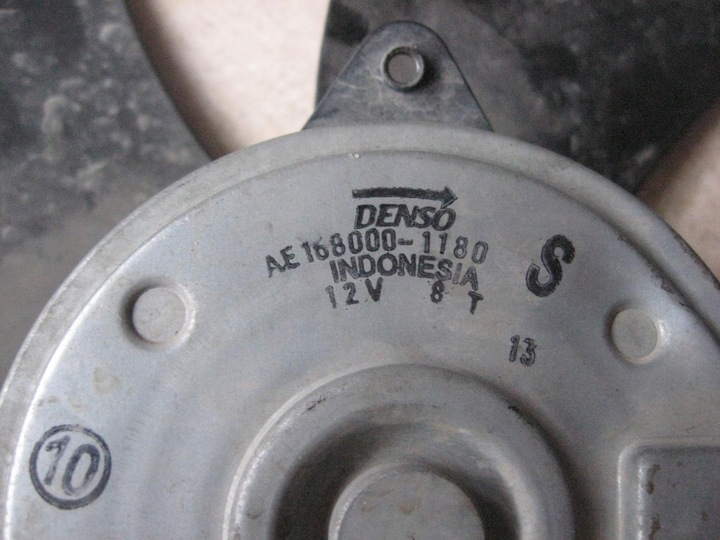 DENSO
AE168000-1180
INDONESIA
12V 8 T
S
13
10